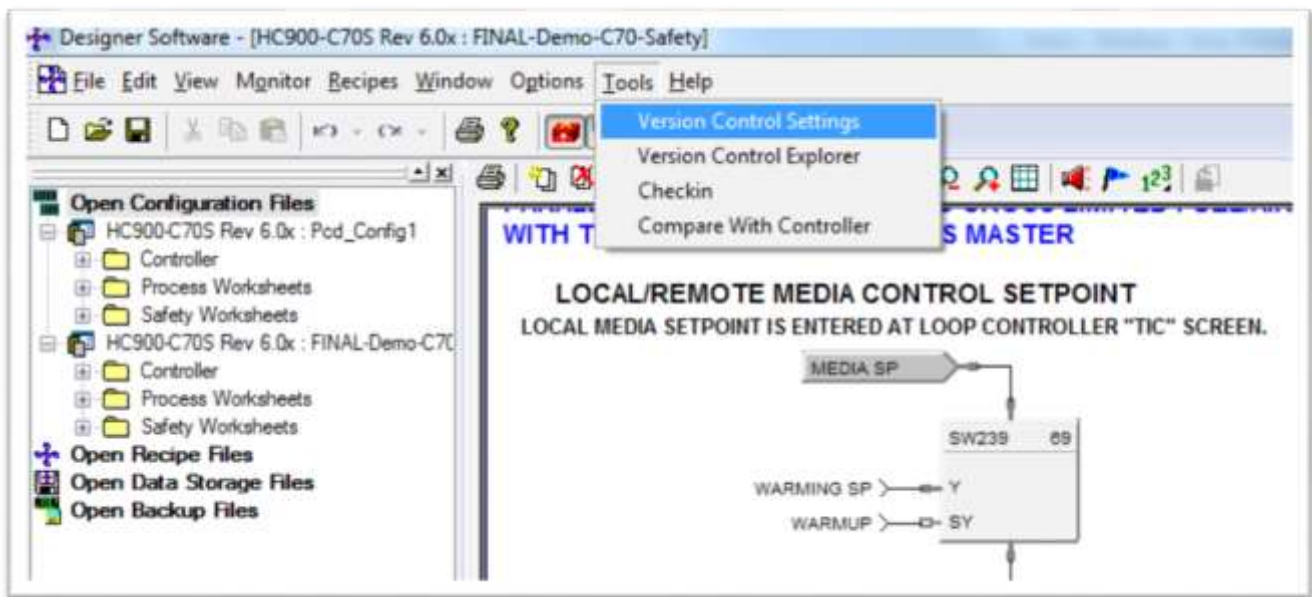 Designer Software - [HC900-C70S Rev 6.0x : FINAL-Demo-C70-Safety]
File Edit View Monitor Recipes Window Options Tools Help
Version Control Settings
Version Control Explorer
Checkin
Compare With Controller
123
Open Configuration Files
HC900-C70S Rev 6.0x : Pcd_Config1
Controller
Process Worksheets
Safety Worksheets
HC900-C70S Rev 6.0x : FINAL-Demo-C70
Controller
Process Worksheets
Safety Worksheets
Open Recipe Files
Open Data Storage Files
Open Backup Files
WITH T S MASTER
LOCAL/REMOTE MEDIA CONTROL SETPOINT
LOCAL MEDIA SETPOINT IS ENTERED AT LOOP CONTROLLER "TIC" SCREEN.
MEDIA SP
SW239 69
WARMING SP Y
WARMUP SY